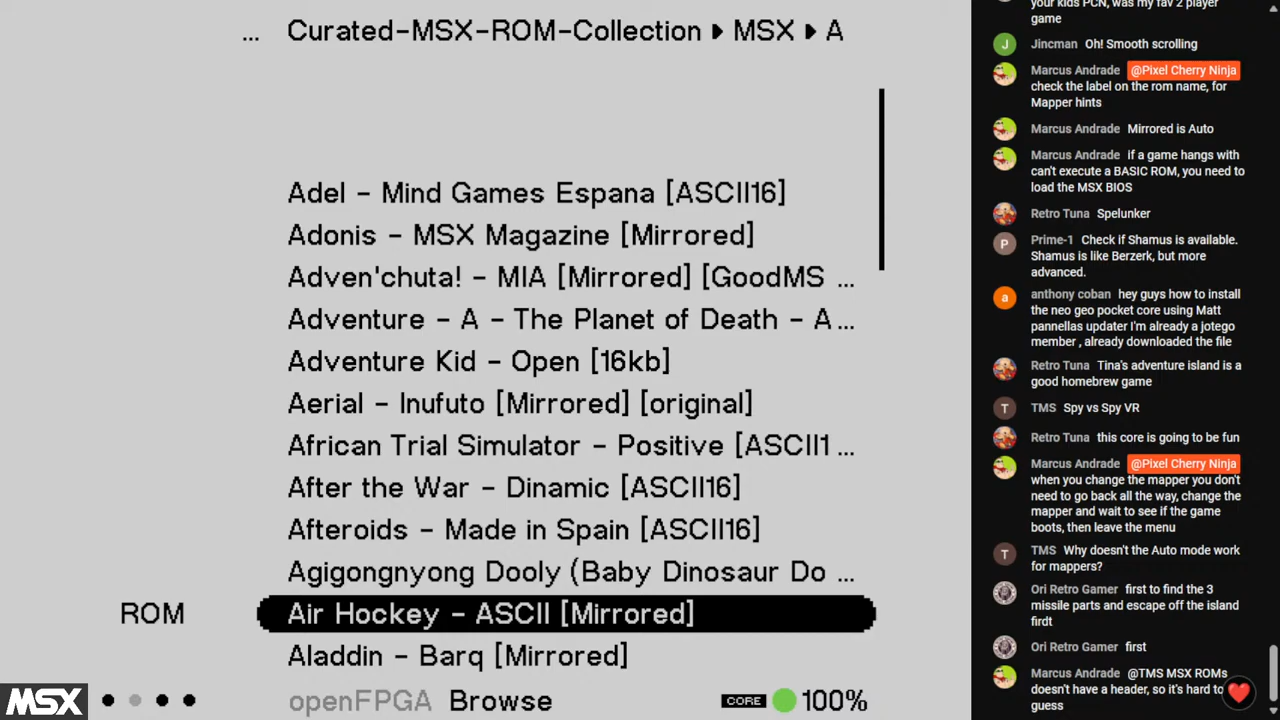 ... Curated-MSX-ROM-Collection ▸ MSX ▸ A
Adel - Mind Games Espana [ASCII16]
Adonis - MSX Magazine [Mirrored]
Adven'chuta! - MIA [Mirrored] [GoodMS ...
Adventure - A - The Planet of Death - A ...
Adventure Kid - Open [16kb]
Aerial - Inufuto [Mirrored] [original]
African Trial Simulator - Positive [ASCII1 ...
After the War - Dinamic [ASCII16]
Afteroids - Made in Spain [ASCII16]
Agigongnyong Dooly (Baby Dinosaur Do ...
ROM Air Hockey - ASCII [Mirrored]
Aladdin - Barq [Mirrored]
MSX openFPGA Browse CORE 100%
your kids PCN, was my fav 2 player
game
J Jincman Oh! Smooth scrolling
Marcus Andrade @Pixel Cherry Ninja
check the label on the rom name, for
Mapper hints
Marcus Andrade Mirrored is Auto
Marcus Andrade if a game hangs with
can't execute a BASIC ROM, you need to
load the MSX BIOS
Retro Tuna Spelunker
P Prime-1 Check if Shamus is available.
Shamus is like Berzerk, but more
advanced.
a anthony coban hey guys how to install
the neo geo pocket core using Matt
pannellas updater I'm already a jotego
member , already downloaded the file
Retro Tuna Tina's adventure island is a
good homebrew game
T TMS Spy vs Spy VR
Retro Tuna this core is going to be fun
Marcus Andrade @Pixel Cherry Ninja
when you change the mapper you don't
need to go back all the way, change the
mapper and wait to see if the game
boots, then leave the menu
T TMS Why doesn't the Auto mode work
for mappers?
Ori Retro Gamer first to find the 3
missile parts and escape off the island
firdt
Ori Retro Gamer first
Marcus Andrade @TMS MSX ROMs
doesn't have a header, so it's hard to
guess